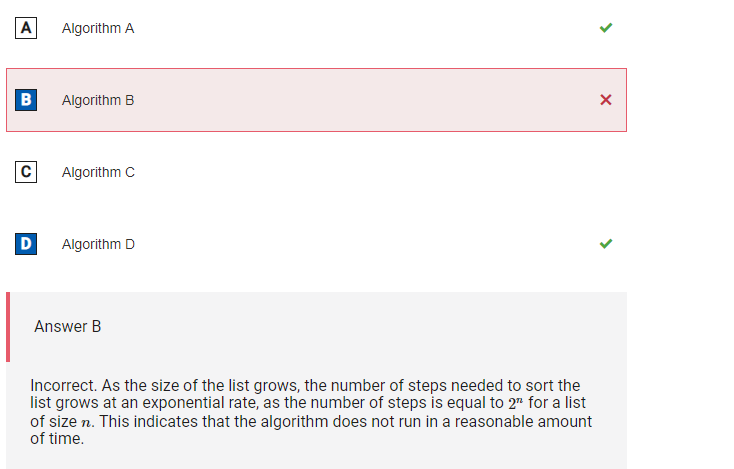 A Algorithm A
B Algorithm B
C Algorithm C
D Algorithm D
Answer B
Incorrect. As the size of the list grows, the number of steps needed to sort the
list grows at an exponential rate, as the number of steps is equal to 2ⁿ for a list
of size n. This indicates that the algorithm does not run in a reasonable amount
of time.